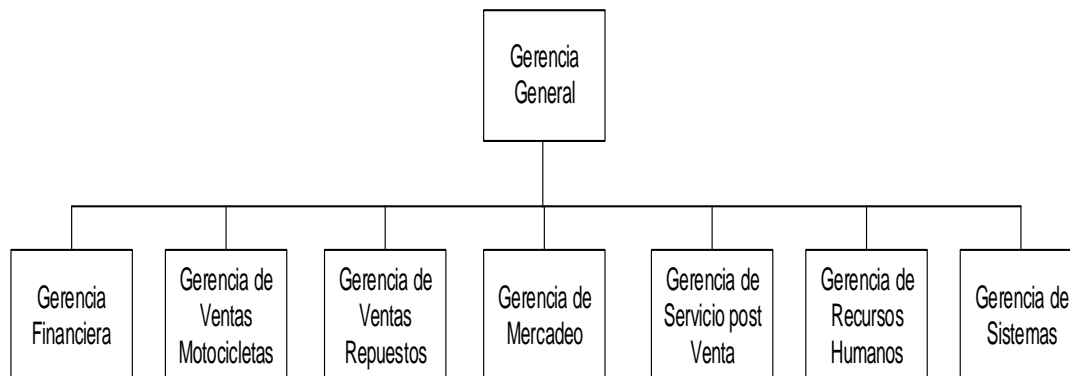 Gerencia
General
Gerencia
Financiera
Gerencia de
Ventas
Motocicletas
Gerencia de
Ventas
Repuestos
Gerencia de
Mercadeo
Gerencia de
Servicio post
Venta
Gerencia de
Recursos
Humanos
Gerencia de
Sistemas